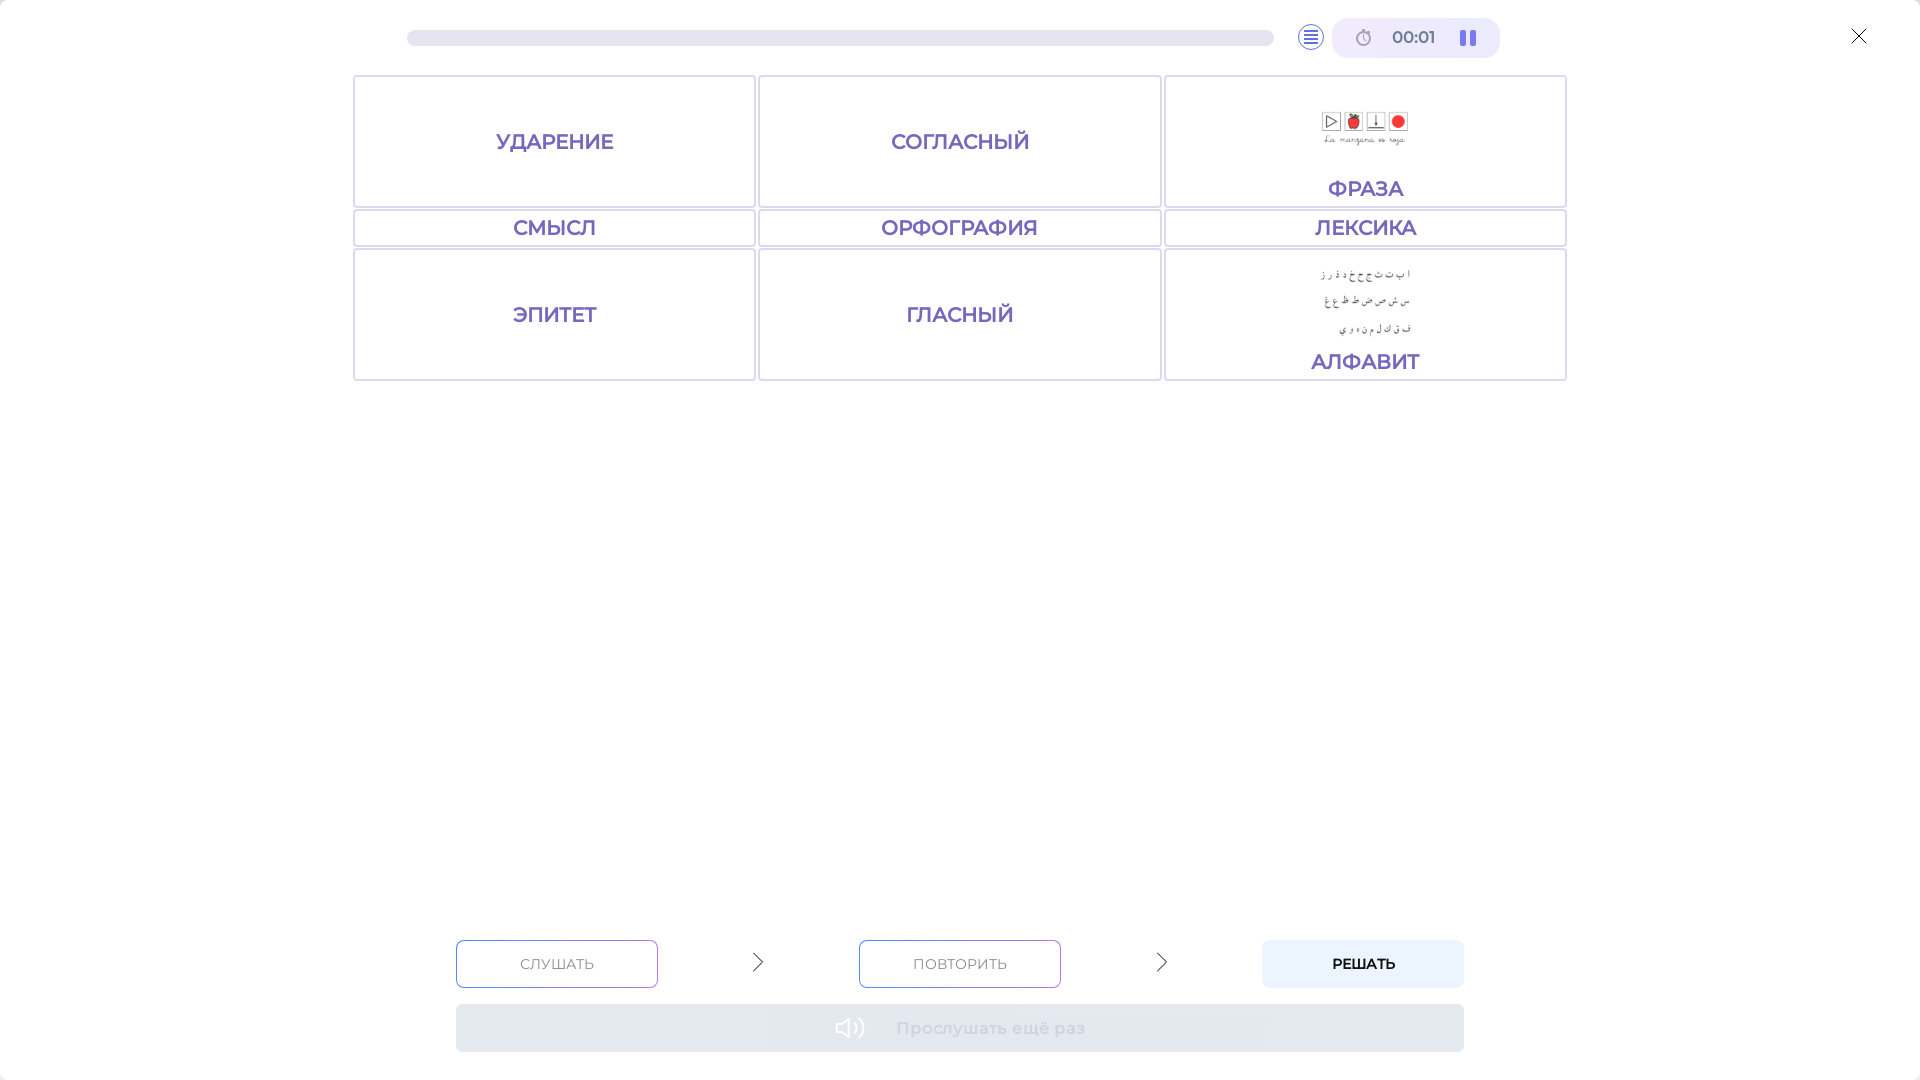 00:01
УДАРЕНИЕ
СОГЛАСНЫЙ
La manzana es roja
ФРАЗА
СМЫСЛ
ОРФОГРАФИЯ
ЛЕКСИКА
ЭПИТЕТ
ГЛАСНЫЙ
ا ب ت ث ج ح خ د ذ ر ز
س ش ص ض ط ظ ع غ
ف ق ك ل م ن ه و ي
АЛФАВИТ
СЛУШАТЬ
ПОВТОРИТЬ
РЕШАТЬ
Прослушать ещё раз